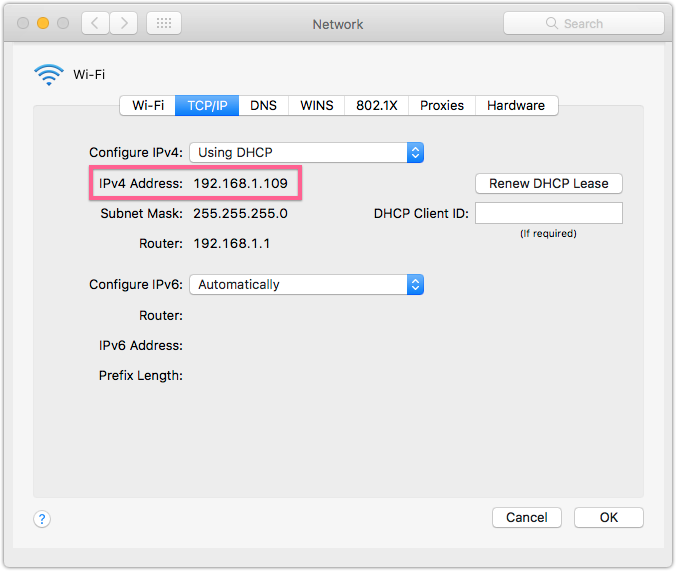 Network
Search
Wi-Fi
Wi-Fi TCP/IP DNS WINS 802.1X Proxies Hardware
Configure IPv4: Using DHCP
IPv4 Address: 192.168.1.109 Renew DHCP Lease
Subnet Mask: 255.255.255.0 DHCP Client ID:
(If required)
Router: 192.168.1.1
Configure IPv6: Automatically
Router:
IPv6 Address:
Prefix Length:
? Cancel OK